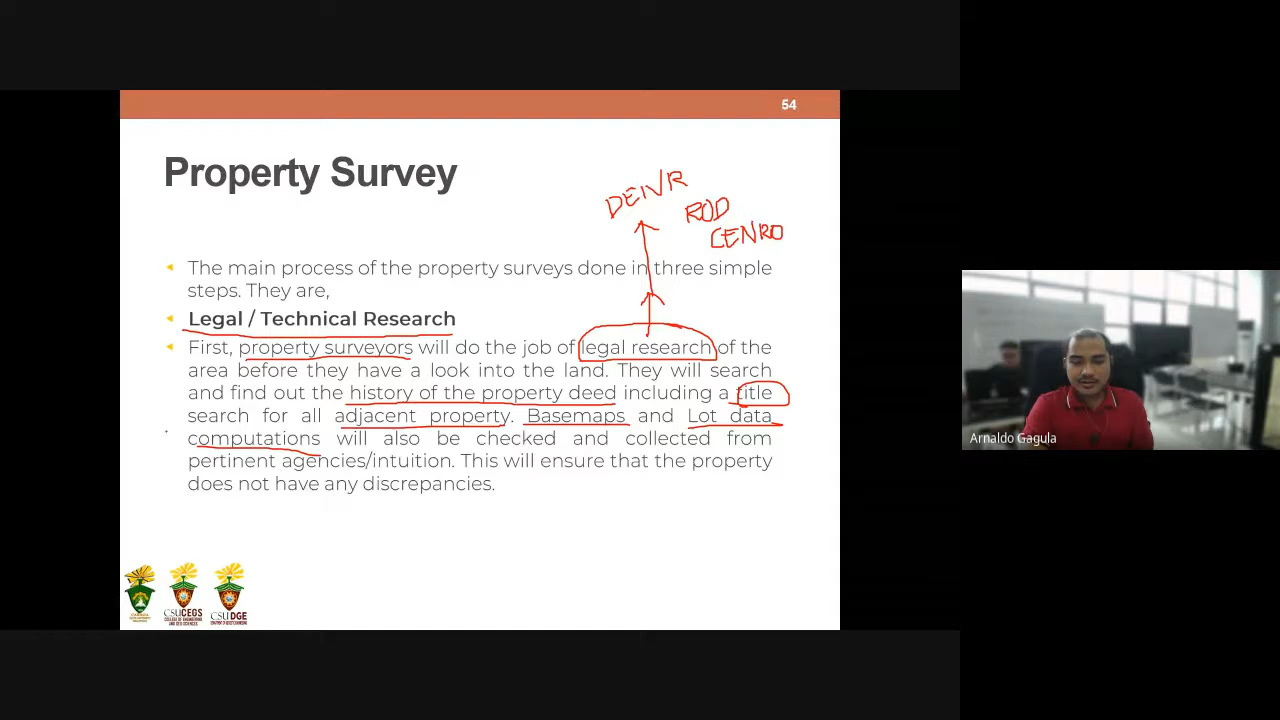 54
Property Survey
DENR
ROD
CENRO
The main process of the property surveys done in three simple
steps. They are,
Legal / Technical Research
First, property surveyors will do the job of legal research of the
area before they have a look into the land. They will search
and find out the history of the property deed including a title
search for all adjacent property. Basemaps and Lot data
computations will also be checked and collected from
pertinent agencies/intuition. This will ensure that the property
does not have any discrepancies.
Arnaldo Gagula
CSUCEGS
CSUDGE